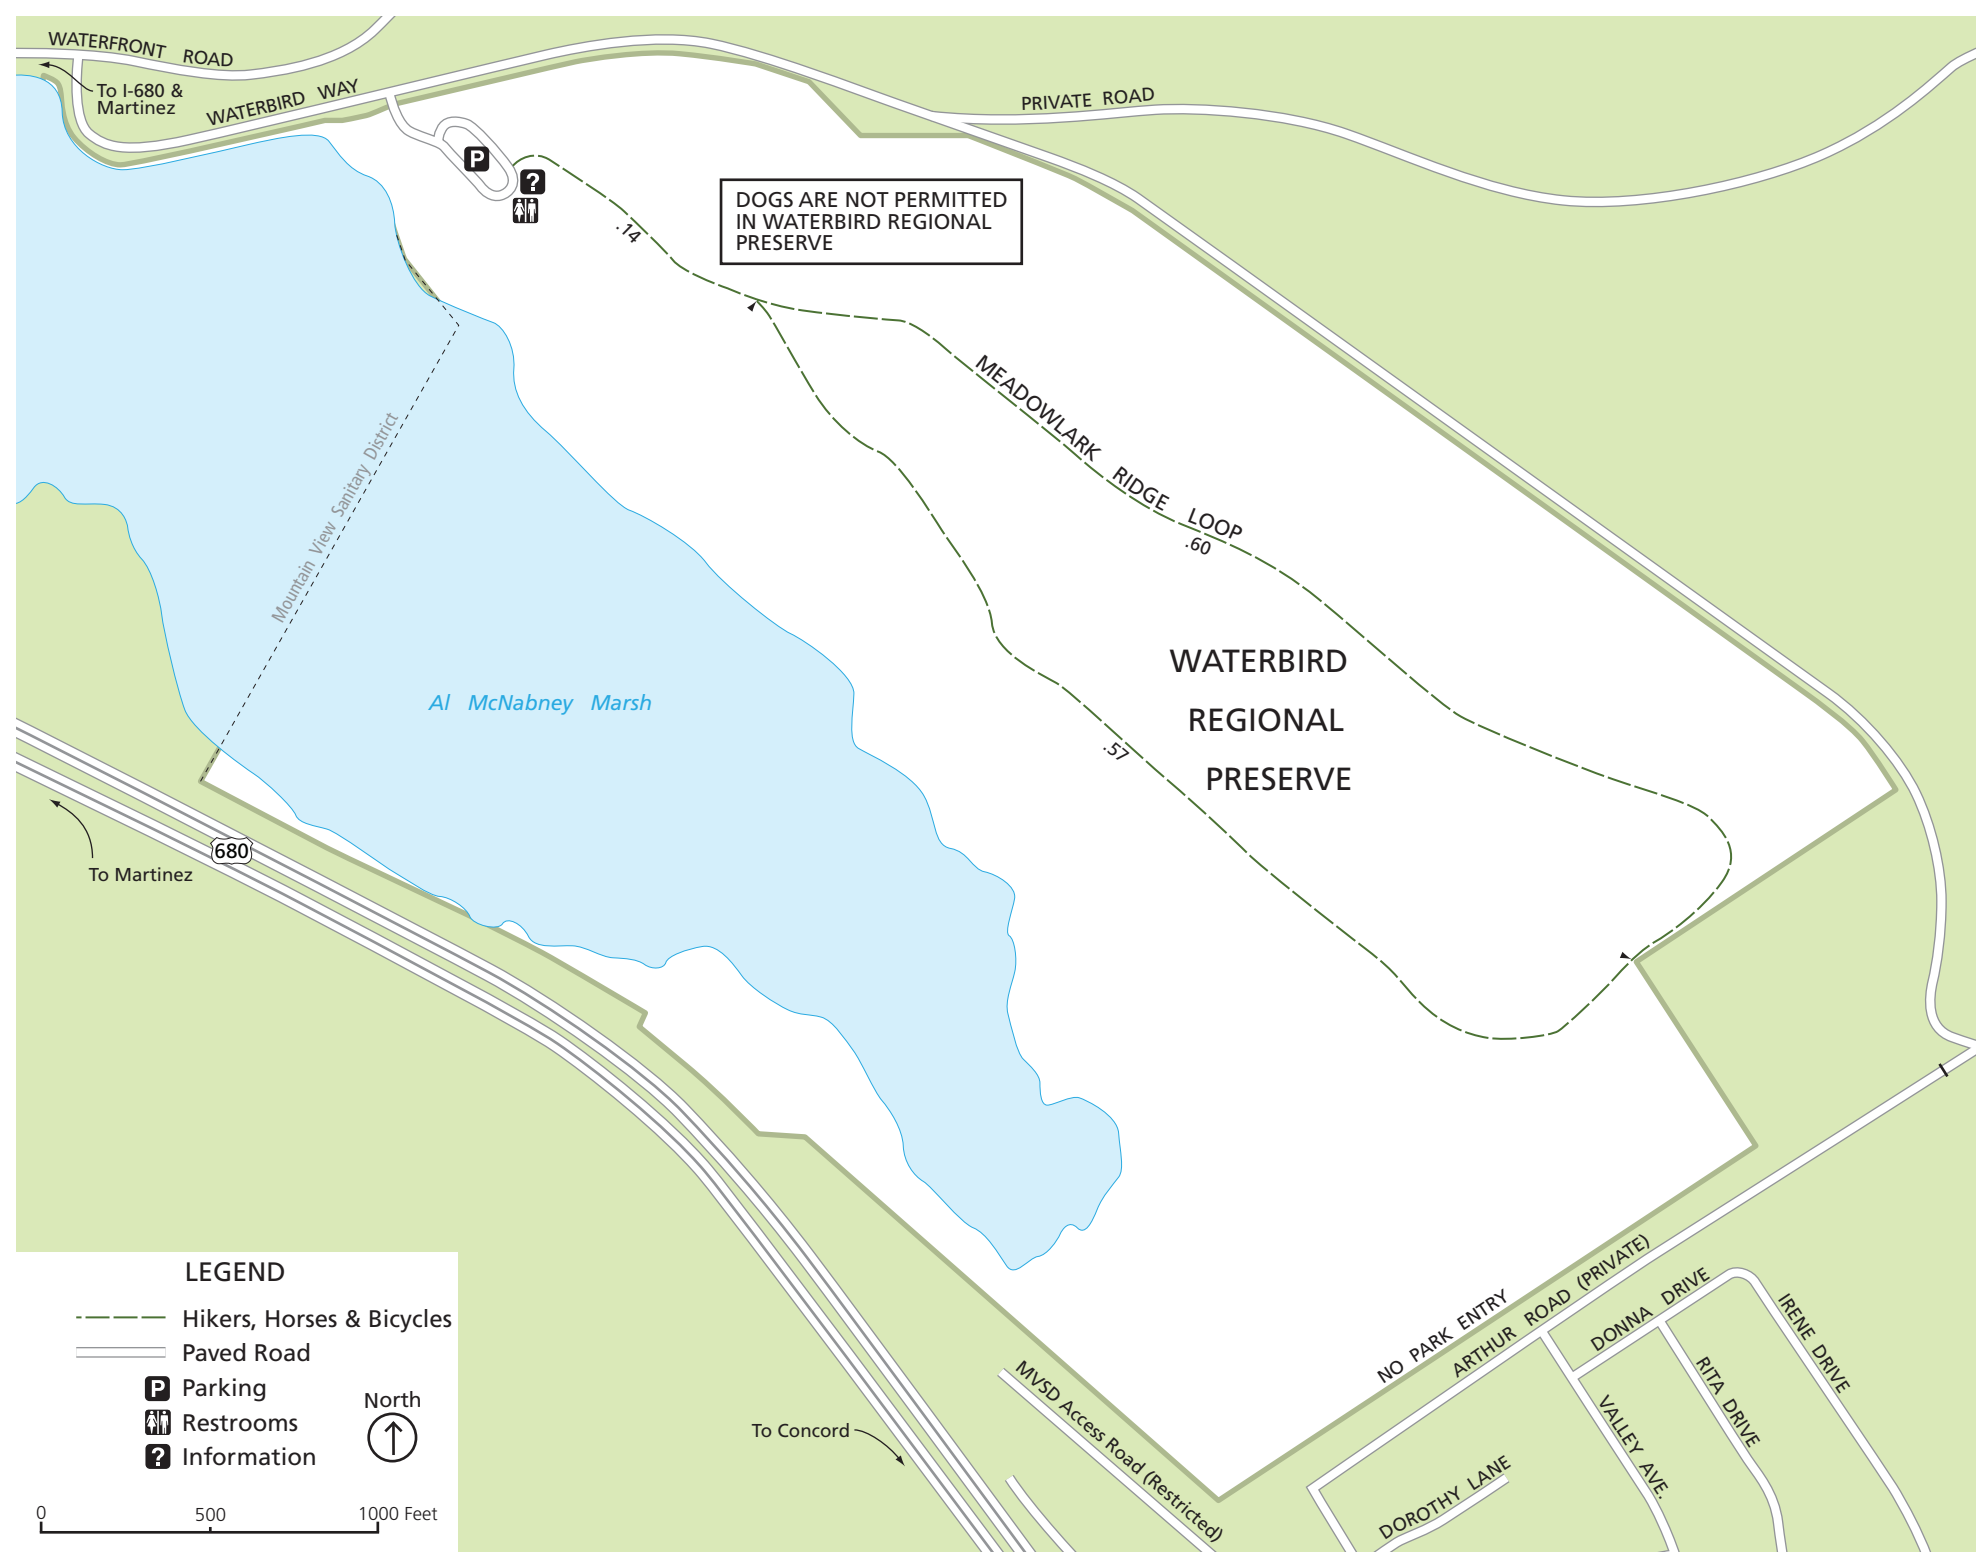 WATERFRONT ROAD
To I-680 &
Martinez
WATERBIRD WAY
PRIVATE ROAD
P
?
.14
DOGS ARE NOT PERMITTED
IN WATERBIRD REGIONAL
PRESERVE
MEADOWLARK RIDGE LOOP
.60
Mountain View Sanitary District
WATERBIRD
REGIONAL
PRESERVE
Al McNabney Marsh
.57
680
To Martinez
LEGEND
Hikers, Horses & Bicycles
Paved Road
P Parking
Restrooms
? Information
North
0 500 1000 Feet
To Concord
MVSD Access Road (Restricted)
NO PARK ENTRY
ARTHUR ROAD (PRIVATE)
DONNA DRIVE
IRENE DRIVE
RITA DRIVE
VALLEY AVE.
DOROTHY LANE